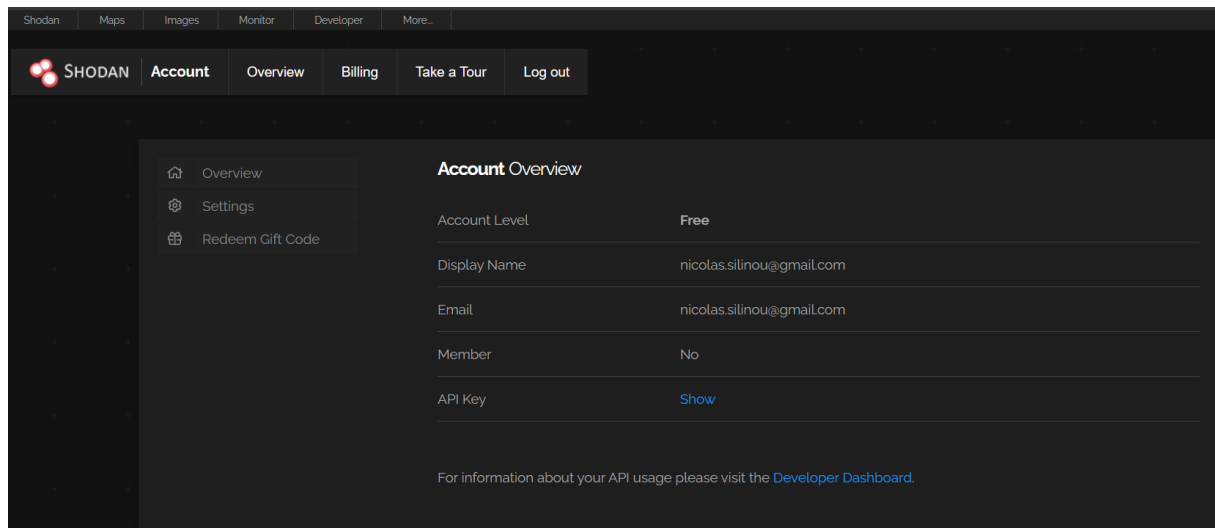 Shodan Maps Images Monitor Developer More...
SHODAN Account Overview Billing Take a Tour Log out
Overview
Settings
Redeem Gift Code
Account Overview
Account Level Free
Display Name nicolas.silinou@gmail.com
Email nicolas.silinou@gmail.com
Member No
API Key Show
For information about your API usage please visit the Developer Dashboard.